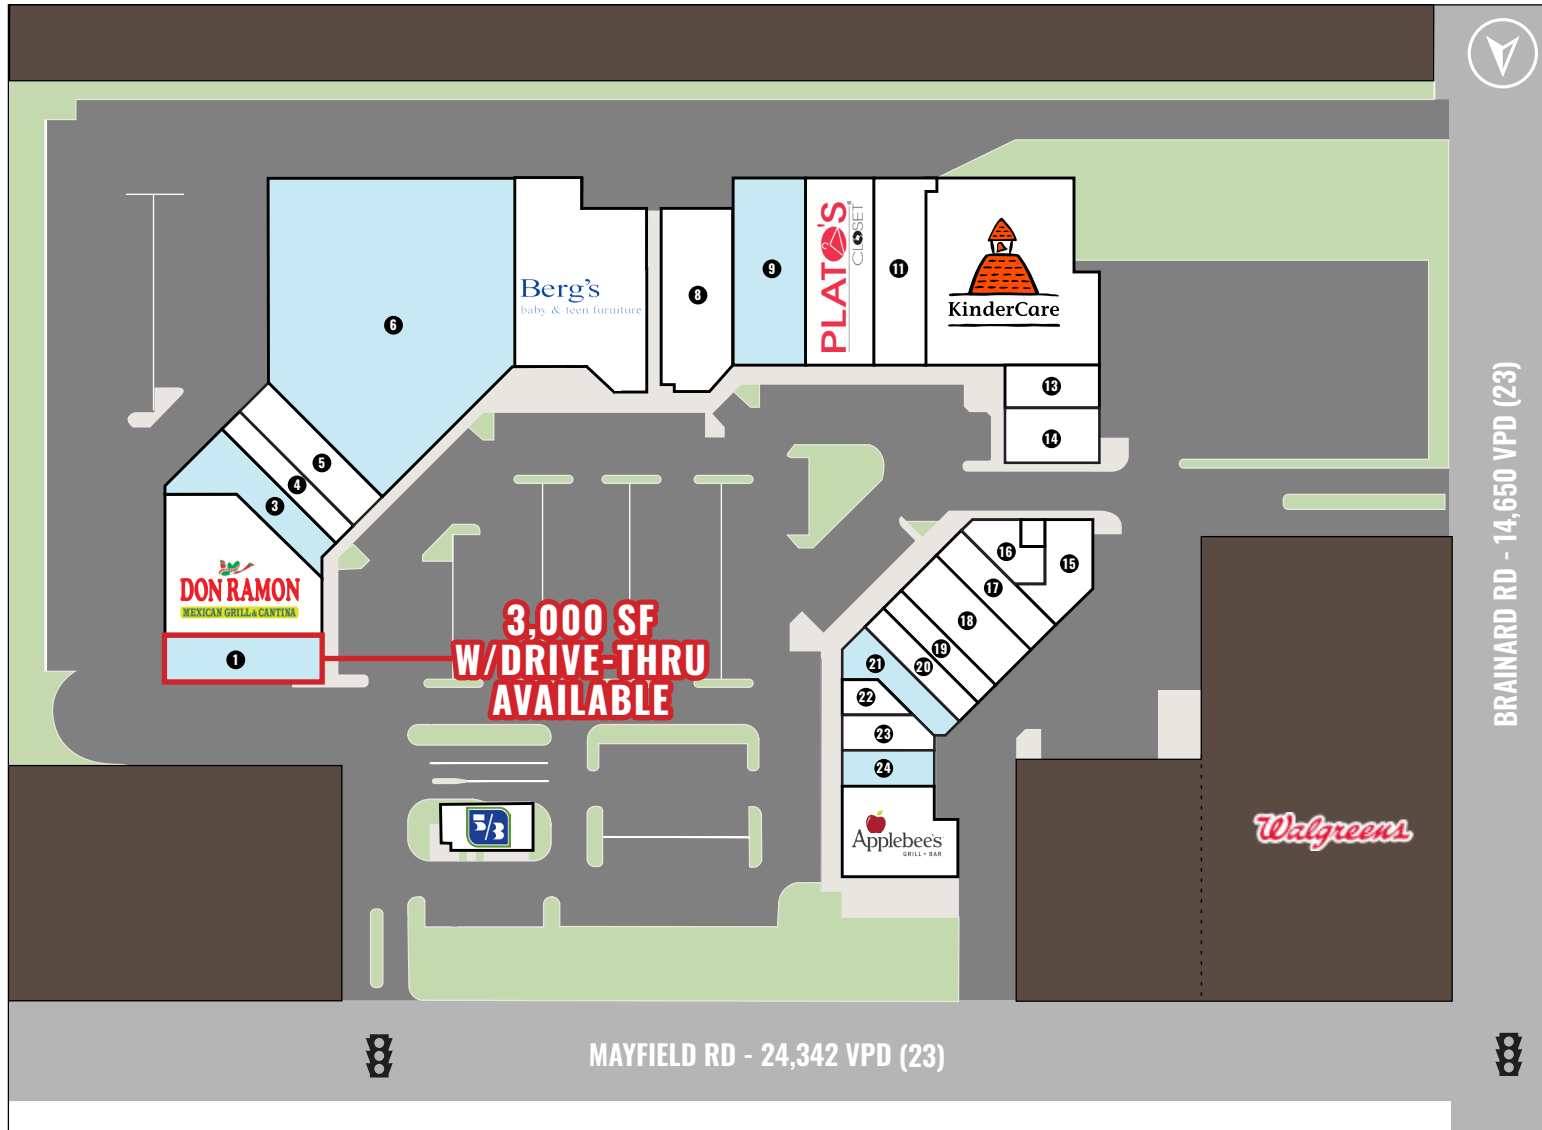 6
Berg's
baby & teen furniture
8
9
PLATO'S
CLOSET
11
KinderCare
13
14
5
4
3
DON RAMON
MEXICAN GRILL & CANTINA
1
3,000 SF
W/DRIVE-THRU
AVAILABLE
16
15
17
18
19
20
21
22
23
24
5/3
Applebee's
GRILL + BAR
Walgreens
BRAINARD RD - 14,650 VPD (23)
MAYFIELD RD - 24,342 VPD (23)